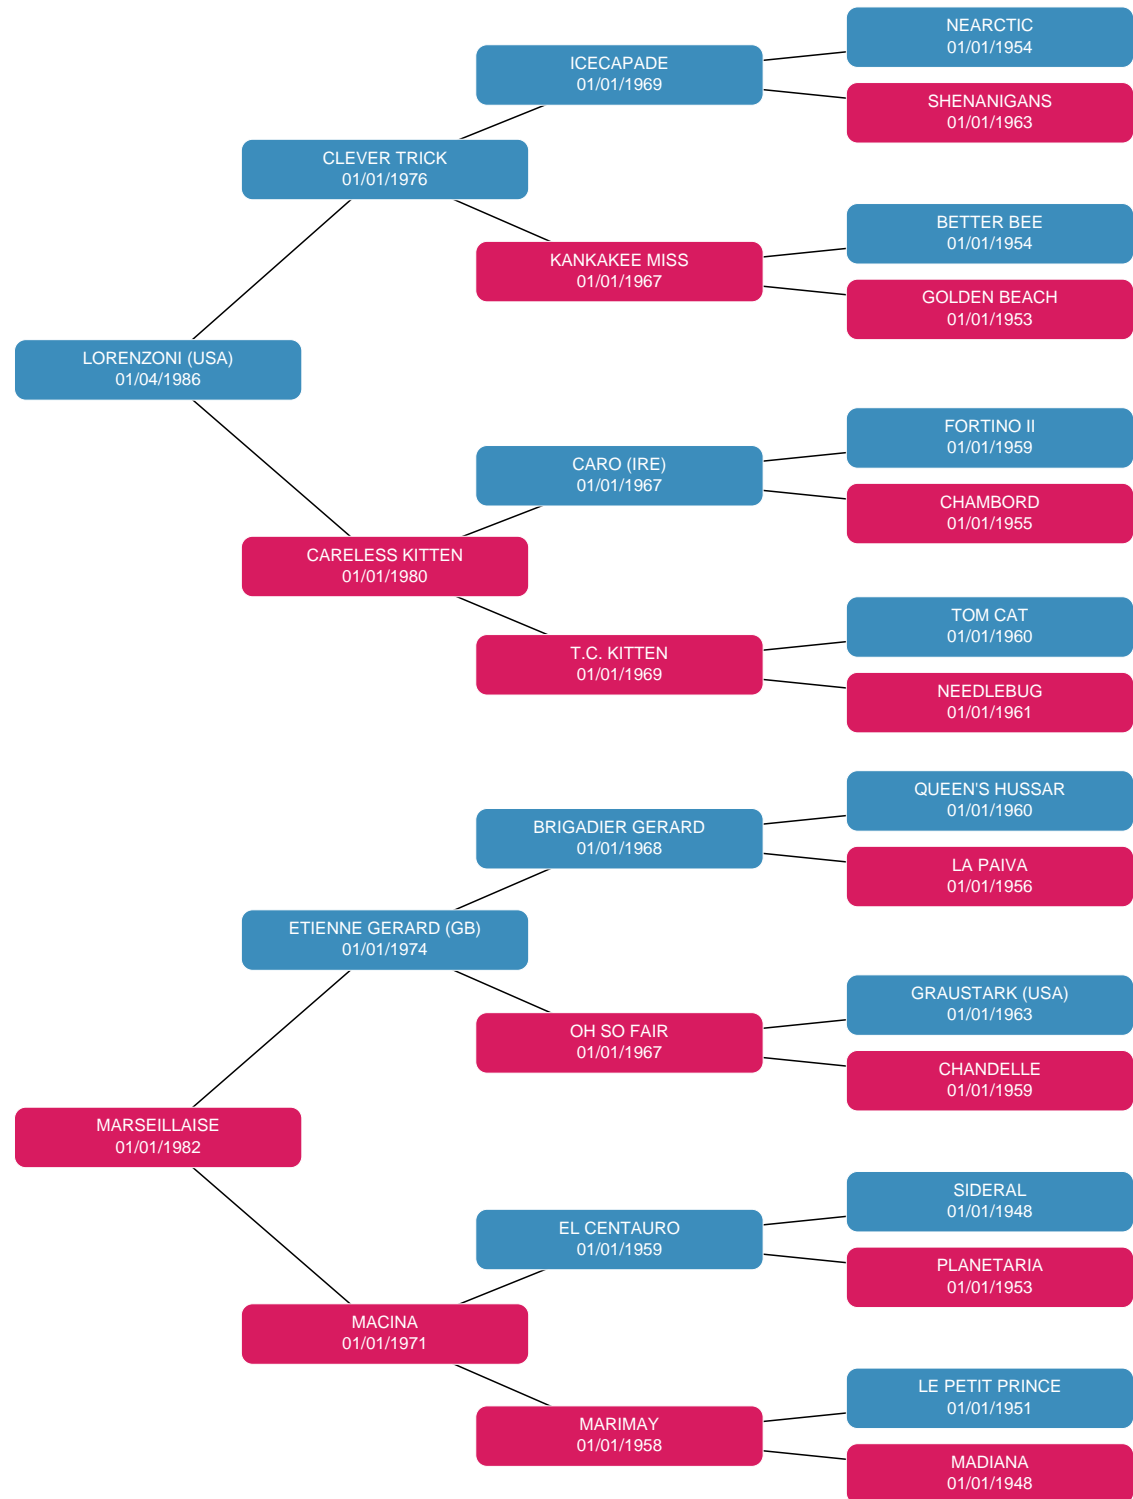 NEARCTIC
01/01/1954
ICECAPADE
01/01/1969
SHENANIGANS
01/01/1963
CLEVER TRICK
01/01/1976
BETTER BEE
01/01/1954
KANKAKEE MISS
01/01/1967
GOLDEN BEACH
01/01/1953
LORENZONI (USA)
01/04/1986
FORTINO II
01/01/1959
CARO (IRE)
01/01/1967
CHAMBORD
01/01/1955
CARELESS KITTEN
01/01/1980
TOM CAT
01/01/1960
T.C. KITTEN
01/01/1969
NEEDLEBUG
01/01/1961
QUEEN'S HUSSAR
01/01/1960
BRIGADIER GERARD
01/01/1968
LA PAIVA
01/01/1956
ETIENNE GERARD (GB)
01/01/1974
GRAUSTARK (USA)
01/01/1963
OH SO FAIR
01/01/1967
CHANDELLE
01/01/1959
MARSEILLAISE
01/01/1982
SIDERAL
01/01/1948
EL CENTAURO
01/01/1959
PLANETARIA
01/01/1953
MACINA
01/01/1971
LE PETIT PRINCE
01/01/1951
MARIMAY
01/01/1958
MADIANA
01/01/1948